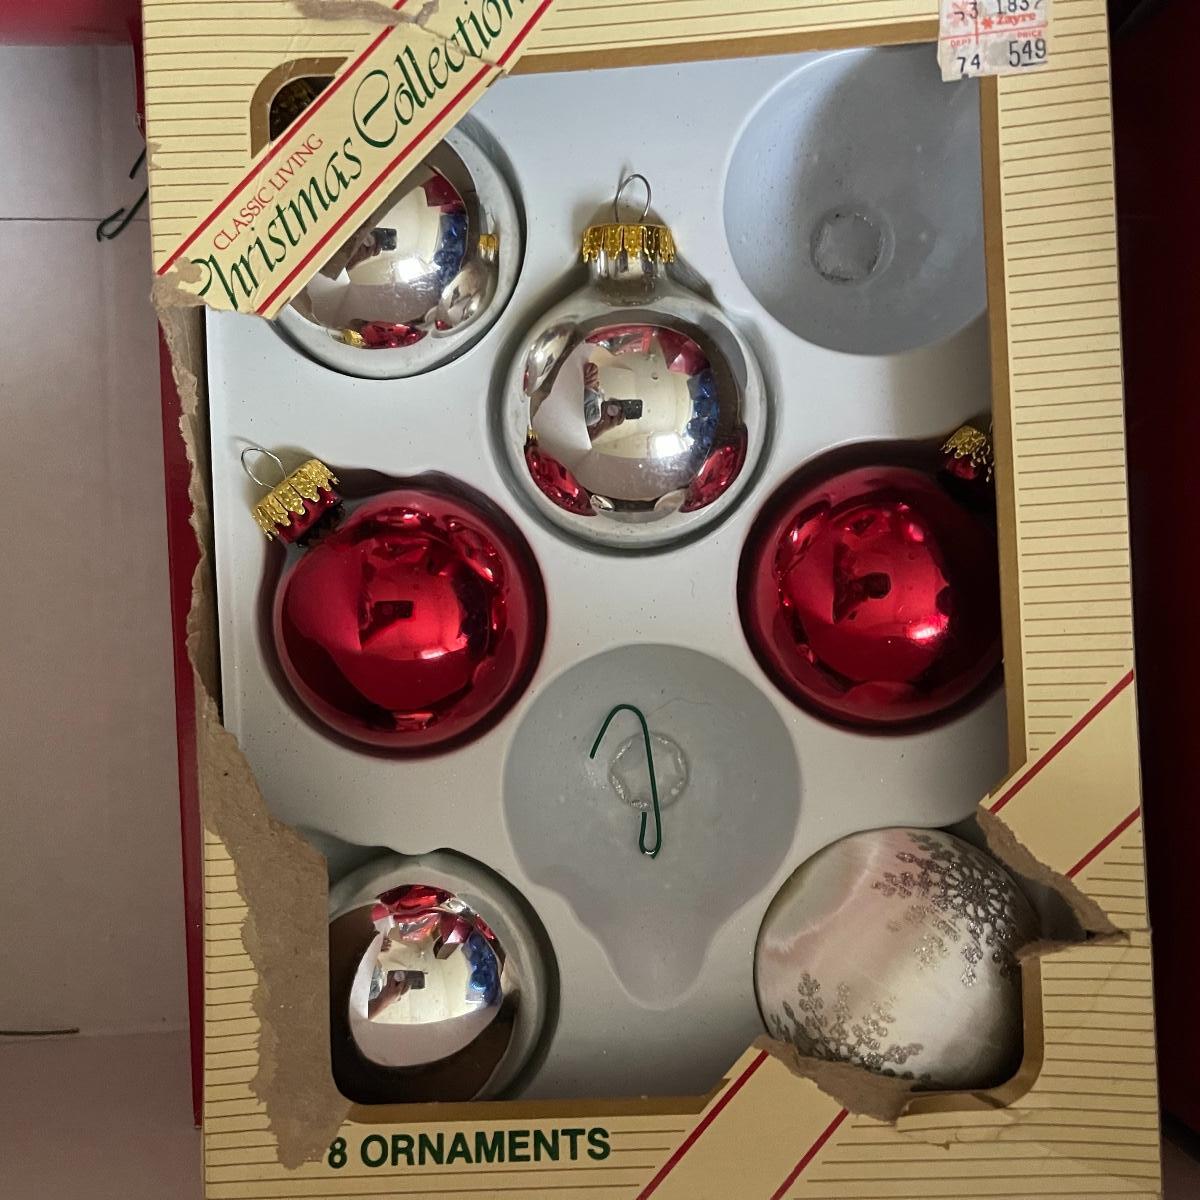 CLASSIC LIVING
Christmas Collection
Zayre
DEPT PRICE
74 549
8 ORNAMENTS